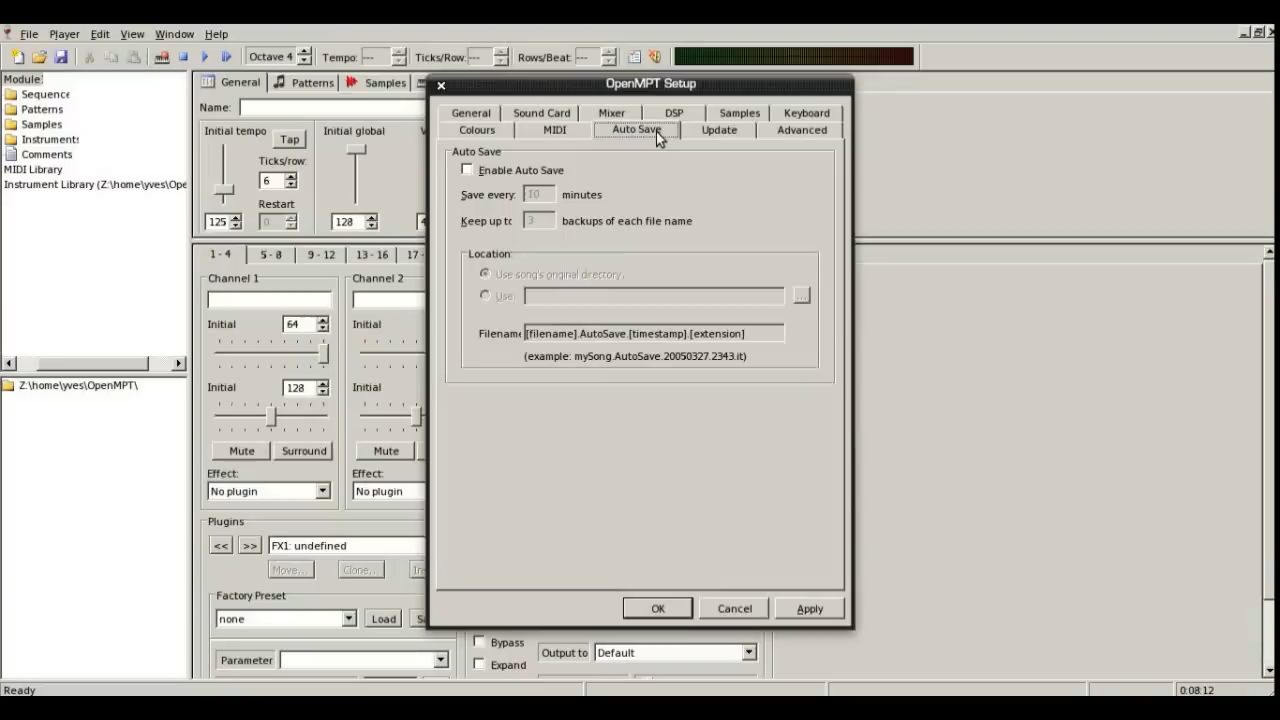 File Player Edit View Window Help
Octave 4 Tempo: --- Ticks/Row: --- Rows/Beat: ---
Module:
Sequence
Patterns
Samples
Instruments
Comments
MIDI Library
Instrument Library (Z:\home\yves\Ope
Z:\home\yves\OpenMPT\
General Patterns Samples
Name:
Initial tempo
Tap
Ticks/row:
6
Restart
125
0
Initial global
128
1 - 4 5 - 8 9 - 12 13 - 16 17
Channel 1
Initial
64
Initial
128
Mute Surround
Effect:
No plugin
Channel 2
Initial
Initial
Mute
Effect:
No plugin
Plugins
<< >> FX1: undefined
Move... Clone...
Factory Preset
none Load
Parameter
Bypass
Expand
Output to Default
OpenMPT Setup
General Sound Card Mixer DSP Samples Keyboard
Colours MIDI Auto Save Update Advanced
Auto Save
Enable Auto Save
Save every: 10 minutes
Keep up to 3 backups of each file name
Location:
Use song's original directory.
Use
...
Filename [filename].AutoSave.[timestamp].[extension]
(example: mySong.AutoSave.20050327.2343.it)
OK Cancel Apply
Ready
0:08:12